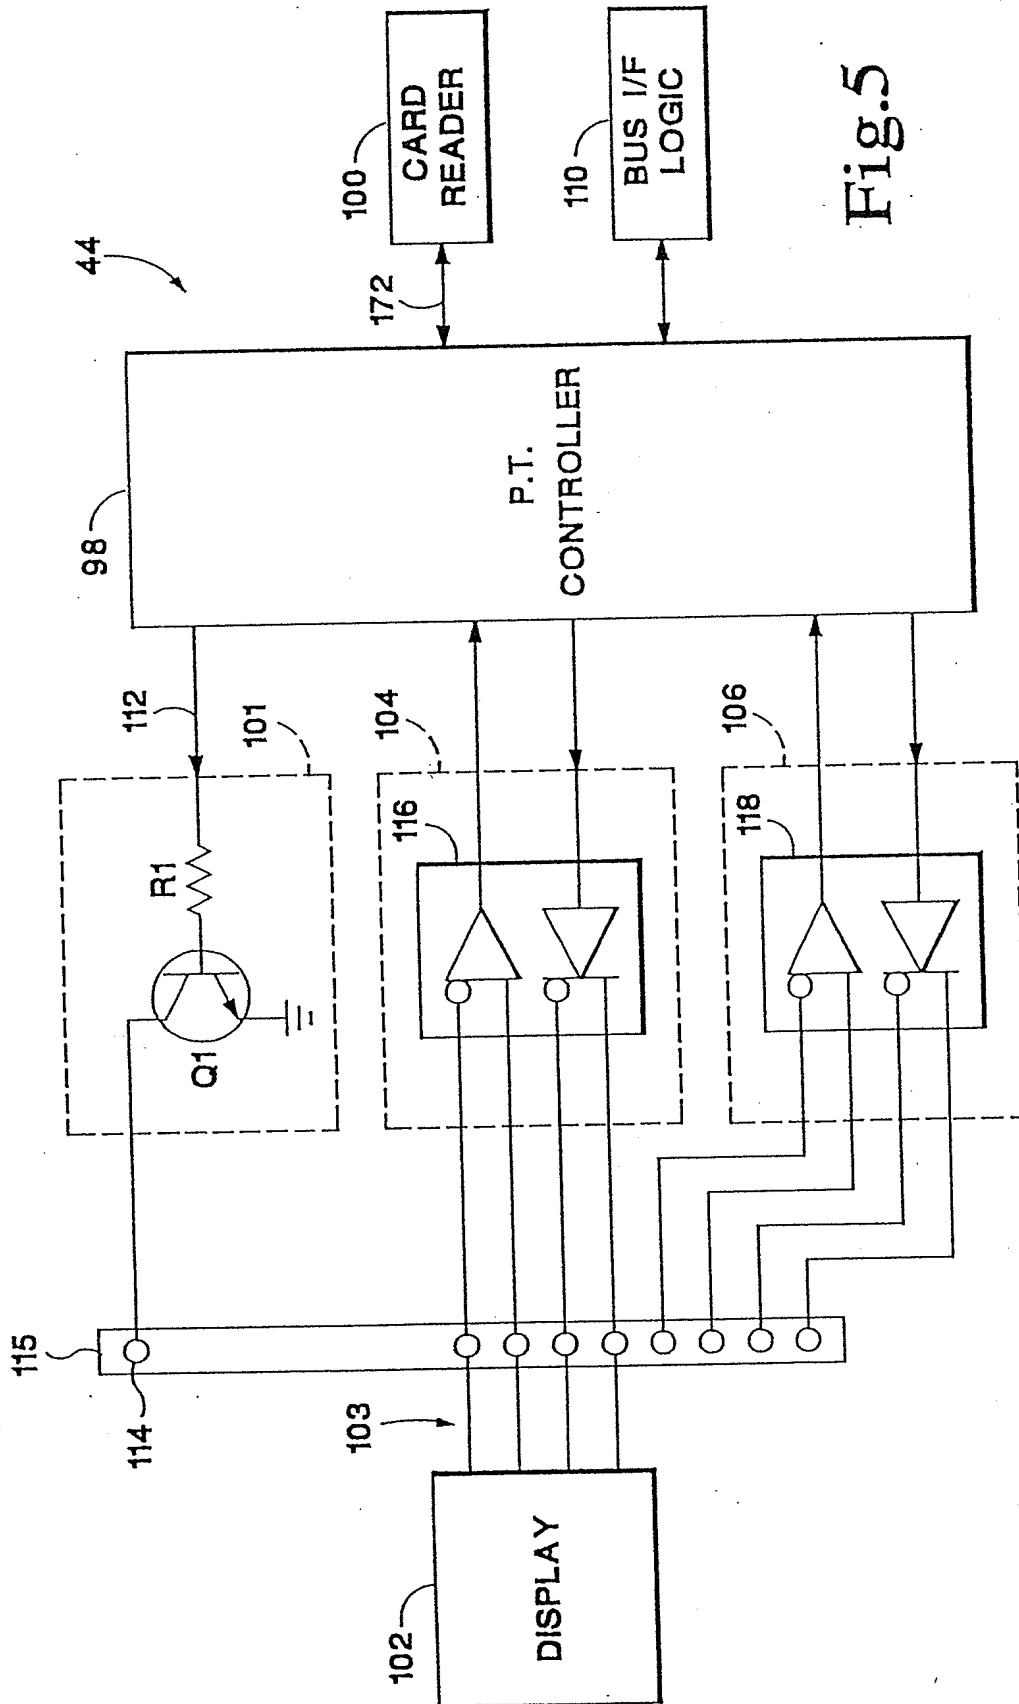 44
98
100
CARD
READER
172
110
BUS I/F
LOGIC
P.T.
CONTROLLER
112
101
R1
Q1
104
116
106
118
115
114
103
102
DISPLAY
Fig.5